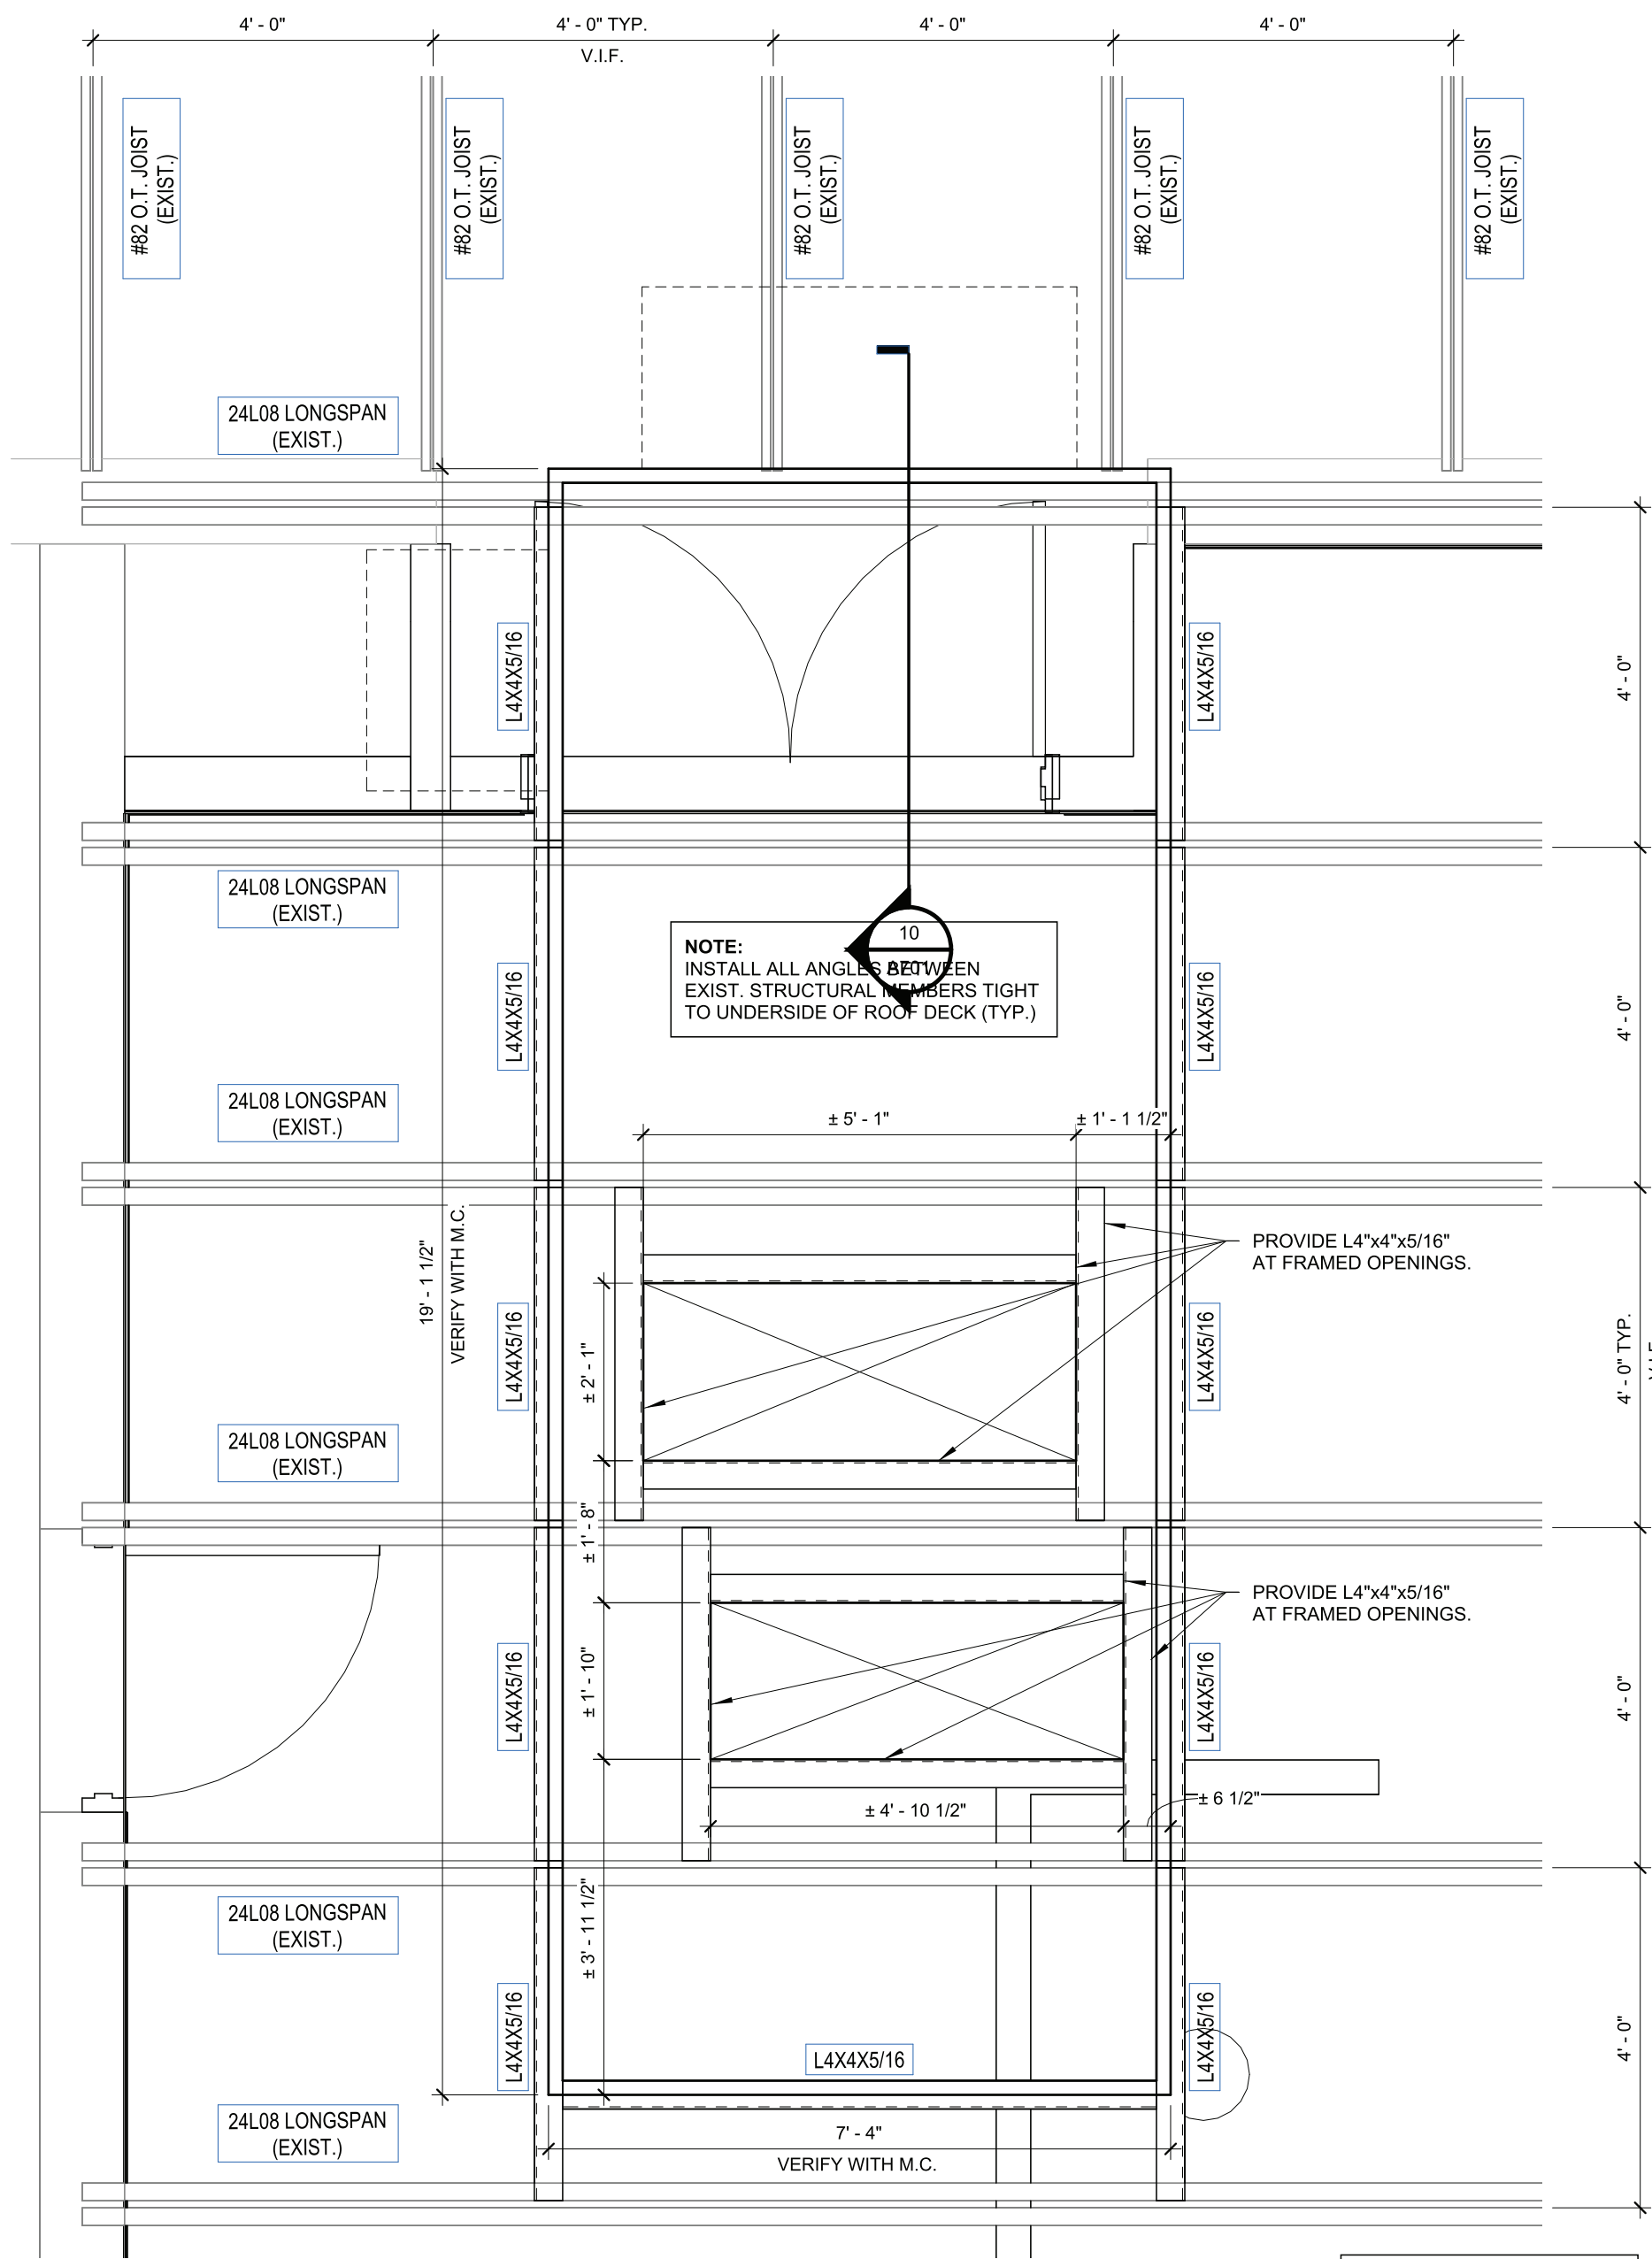 4' - 0"
4' - 0" TYP.
V.I.F.
4' - 0"
4' - 0"
#82 O.T. JOIST
(EXIST.)
#82 O.T. JOIST
(EXIST.)
#82 O.T. JOIST
(EXIST.)
#82 O.T. JOIST
(EXIST.)
#82 O.T. JOIST
(EXIST.)
24L08 LONGSPAN
(EXIST.)
L4X4X5/16
L4X4X5/16
4' - 0"
24L08 LONGSPAN
(EXIST.)
10
A701
NOTE:
INSTALL ALL ANGLES BETWEEN
EXIST. STRUCTURAL MEMBERS TIGHT
TO UNDERSIDE OF ROOF DECK (TYP.)
L4X4X5/16
L4X4X5/16
4' - 0"
24L08 LONGSPAN
(EXIST.)
± 5' - 1"
± 1' - 1 1/2"
19' - 1 1/2"
VERIFY WITH M.C.
PROVIDE L4"x4"x5/16"
AT FRAMED OPENINGS.
L4X4X5/16
± 2' - 1"
L4X4X5/16
4' - 0" TYP.
24L08 LONGSPAN
(EXIST.)
± 1' - 8"
PROVIDE L4"x4"x5/16"
AT FRAMED OPENINGS.
L4X4X5/16
± 1' - 10"
L4X4X5/16
4' - 0"
± 4' - 10 1/2"
± 6 1/2"
24L08 LONGSPAN
(EXIST.)
± 3' - 11 1/2"
L4X4X5/16
L4X4X5/16
L4X4X5/16
4' - 0"
24L08 LONGSPAN
(EXIST.)
7' - 4"
VERIFY WITH M.C.